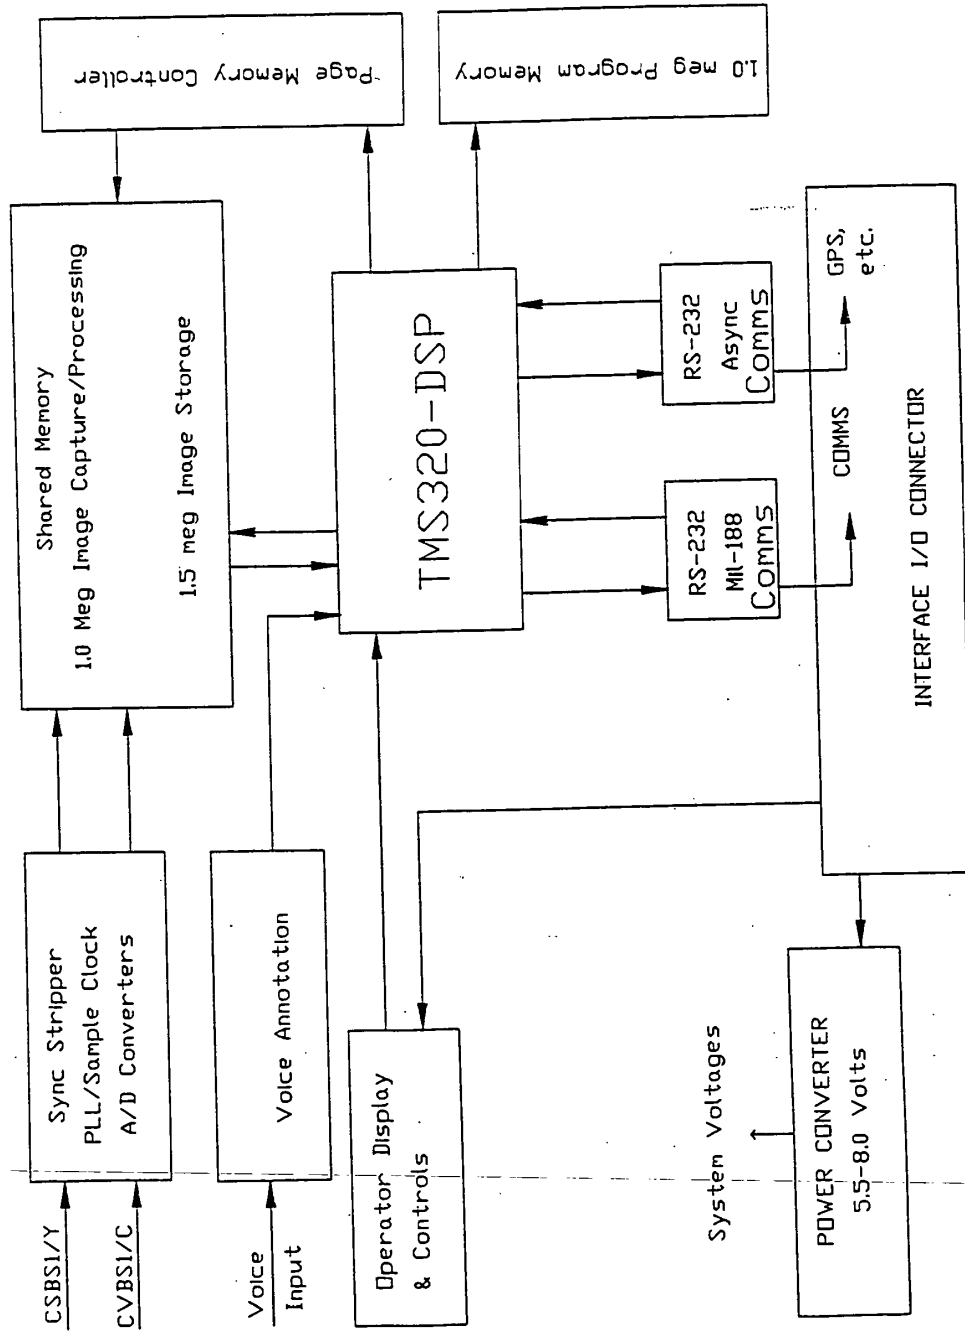 CSBS1/Y
CVBS1/C
Sync Stripper
PLL/Sample Clock
A/D Converters
Shared Memory
1.0 Meg Image Capture/Processing
1.5 meg Image Storage
Page Memory
Controller
Voice
Input
Voice Annotation
TMS320-DSP
1.0 meg Program Memory
Operator Display
& Controls
RS-232
Mil-188
Comms
RS-232
Async
Comms
System Voltages
COMMS
GPS,
etc.
POWER CONVERTER
5.5-8.0 Volts
INTERFACE I/O CONNECTOR